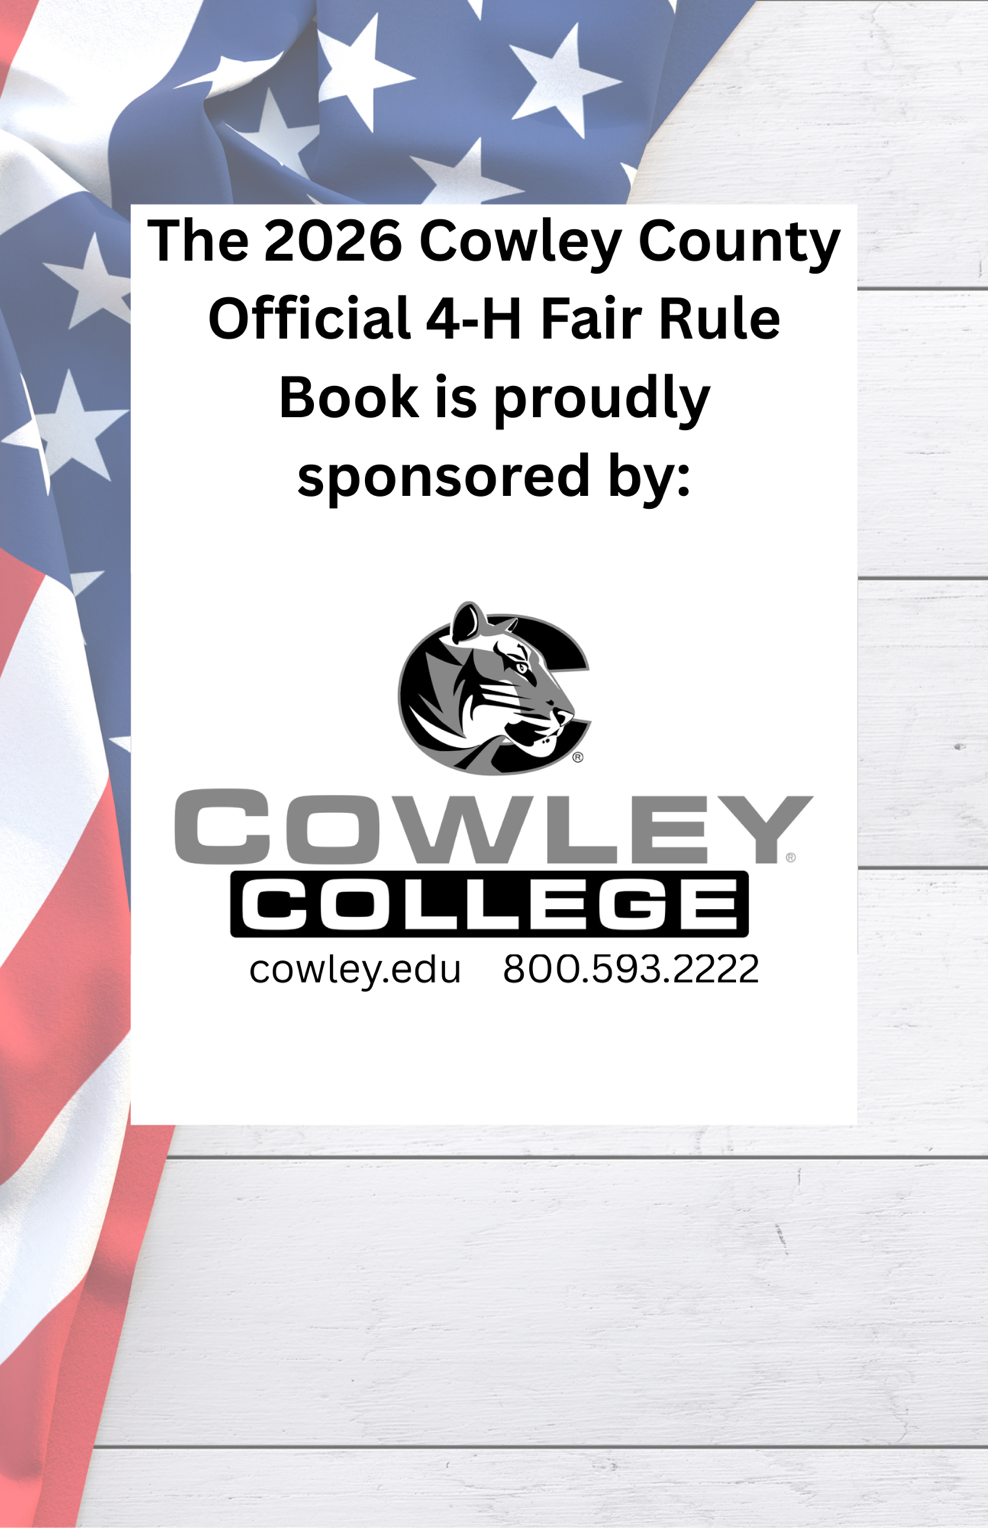 The 2026 Cowley County
Official 4-H Fair Rule
Book is proudly
sponsored by:
®
COWLEY®
COLLEGE
cowley.edu 800.593.2222